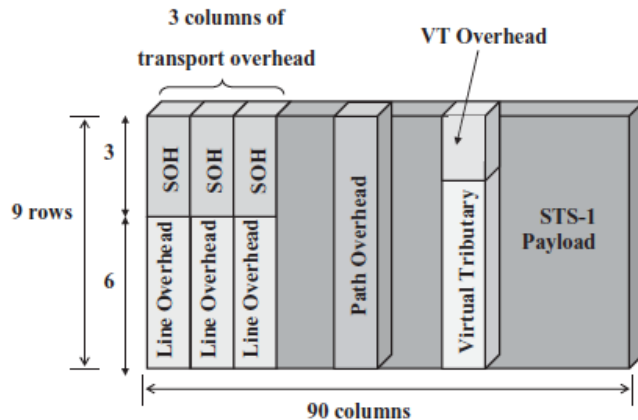 3 columns of
transport overhead
VT Overhead
9 rows
3
6
SOH
SOH
SOH
Line Overhead
Line Overhead
Line Overhead
Path Overhead
Virtual Tributary
STS-1
Payload
90 columns